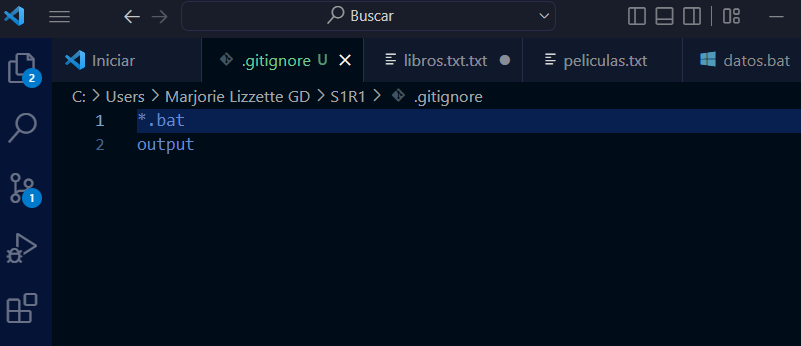 Buscar
Iniciar
.gitignore U
libros.txt.txt
peliculas.txt
datos.bat
2
C: > Users > Marjorie Lizzette GD > S1R1 > .gitignore
1 *.bat
2 output
1